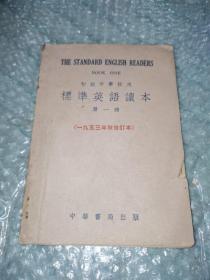 THE STANDARD ENGLISH READERS
BOOK ONE
初級中學校用
標準英語讀本
第一冊
(一九五三年秋修訂本)
中華書局出版